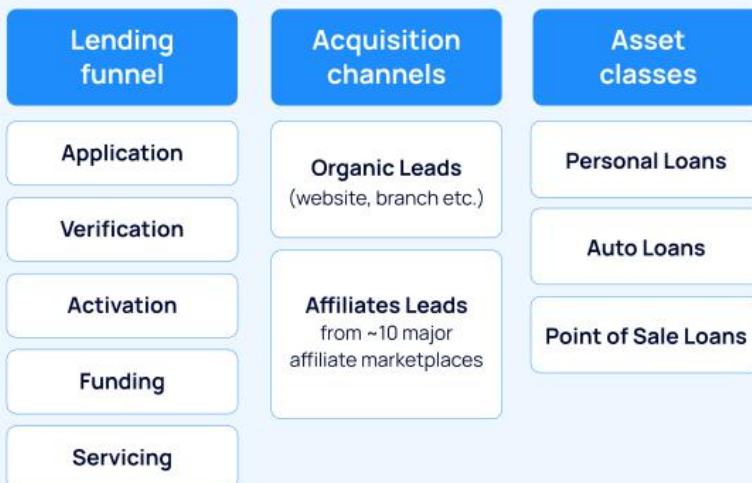 Lending
funnel
Application
Verification
Activation
Funding
Servicing
Acquisition
channels
Organic Leads
(website, branch etc.)
Affiliates Leads
from ~10 major
affiliate marketplaces
Asset
classes
Personal Loans
Auto Loans
Point of Sale Loans